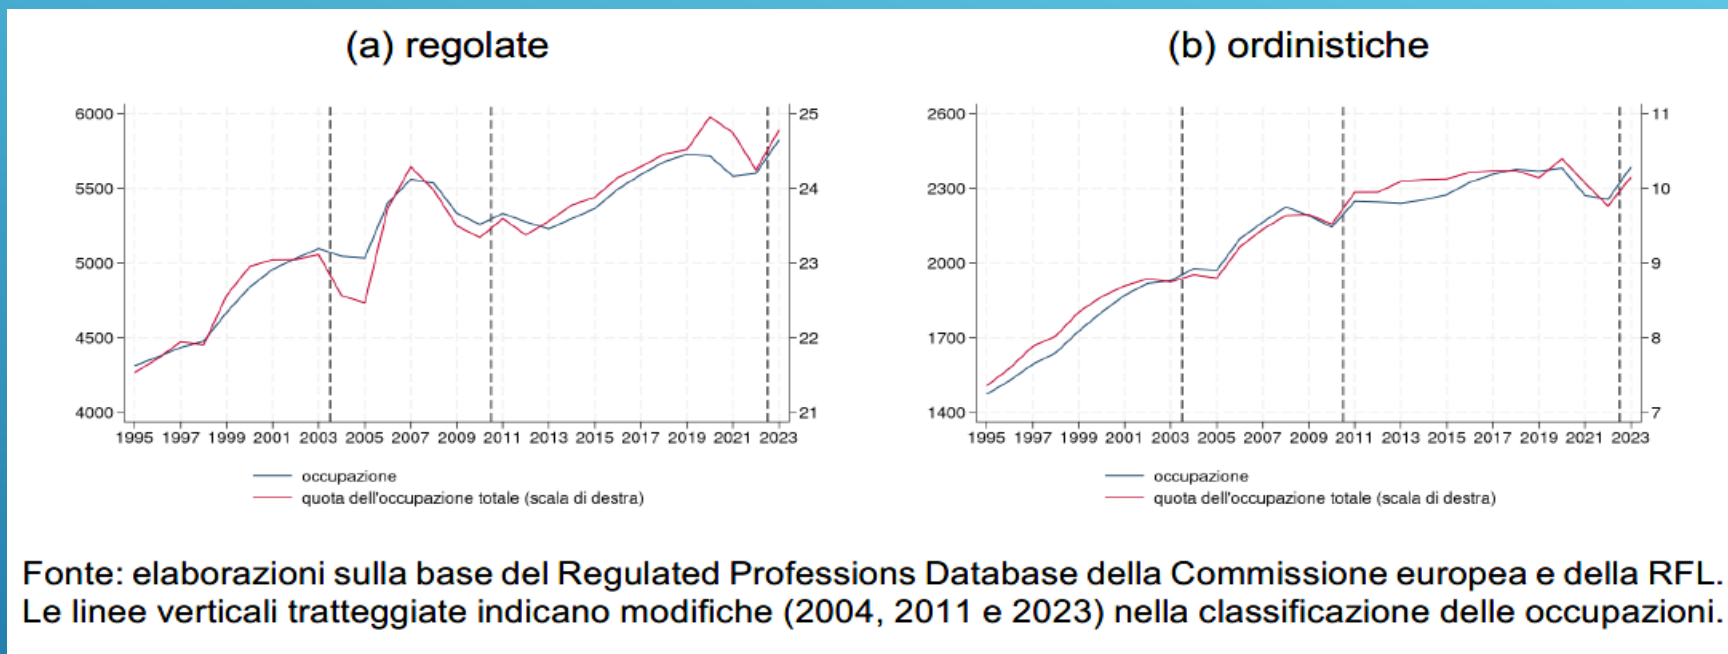 (a) regolate
6000
5500
5000
4500
4000
25
24
23
22
21
1995 1997 1999 2001 2003 2005 2007 2009 2011 2013 2015 2017 2019 2021 2023
occupazione
quota dell'occupazione totale (scala di destra)
(b) ordinistiche
2600
2300
2000
1700
1400
11
10
9
8
7
1995 1997 1999 2001 2003 2005 2007 2009 2011 2013 2015 2017 2019 2021 2023
occupazione
quota dell'occupazione totale (scala di destra)
Fonte: elaborazioni sulla base del Regulated Professions Database della Commissione europea e della RFL.
Le linee verticali tratteggiate indicano modifiche (2004, 2011 e 2023) nella classificazione delle occupazioni.